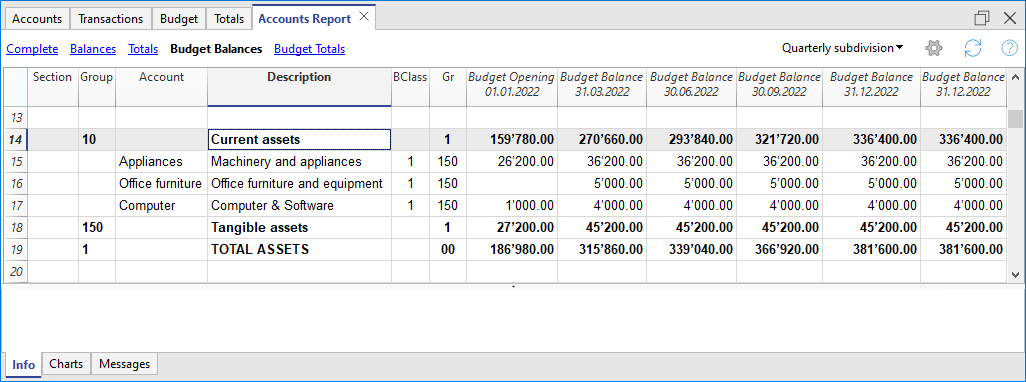 Accounts Transactions Budget Totals Accounts Report
Complete Balances Totals Budget Balances Budget Totals Quarterly subdivision
Section Group Account Description BClass Gr Budget Opening Budget Balance Budget Balance Budget Balance Budget Balance Budget Balance
01.01.2022 31.03.2022 30.06.2022 30.09.2022 31.12.2022 31.12.2022
13
14 10 Current assets 1 159’780.00 270’660.00 293’840.00 321’720.00 336’400.00 336’400.00
15 Appliances Machinery and appliances 1 150 26’200.00 36’200.00 36’200.00 36’200.00 36’200.00 36’200.00
16 Office furniture Office furniture and equipment 1 150 5’000.00 5’000.00 5’000.00 5’000.00 5’000.00
17 Computer Computer & Software 1 150 1’000.00 4’000.00 4’000.00 4’000.00 4’000.00 4’000.00
18 150 Tangible assets 1 27’200.00 45’200.00 45’200.00 45’200.00 45’200.00 45’200.00
19 1 TOTAL ASSETS 00 186’980.00 315’860.00 339’040.00 366’920.00 381’600.00 381’600.00
20
Info Charts Messages